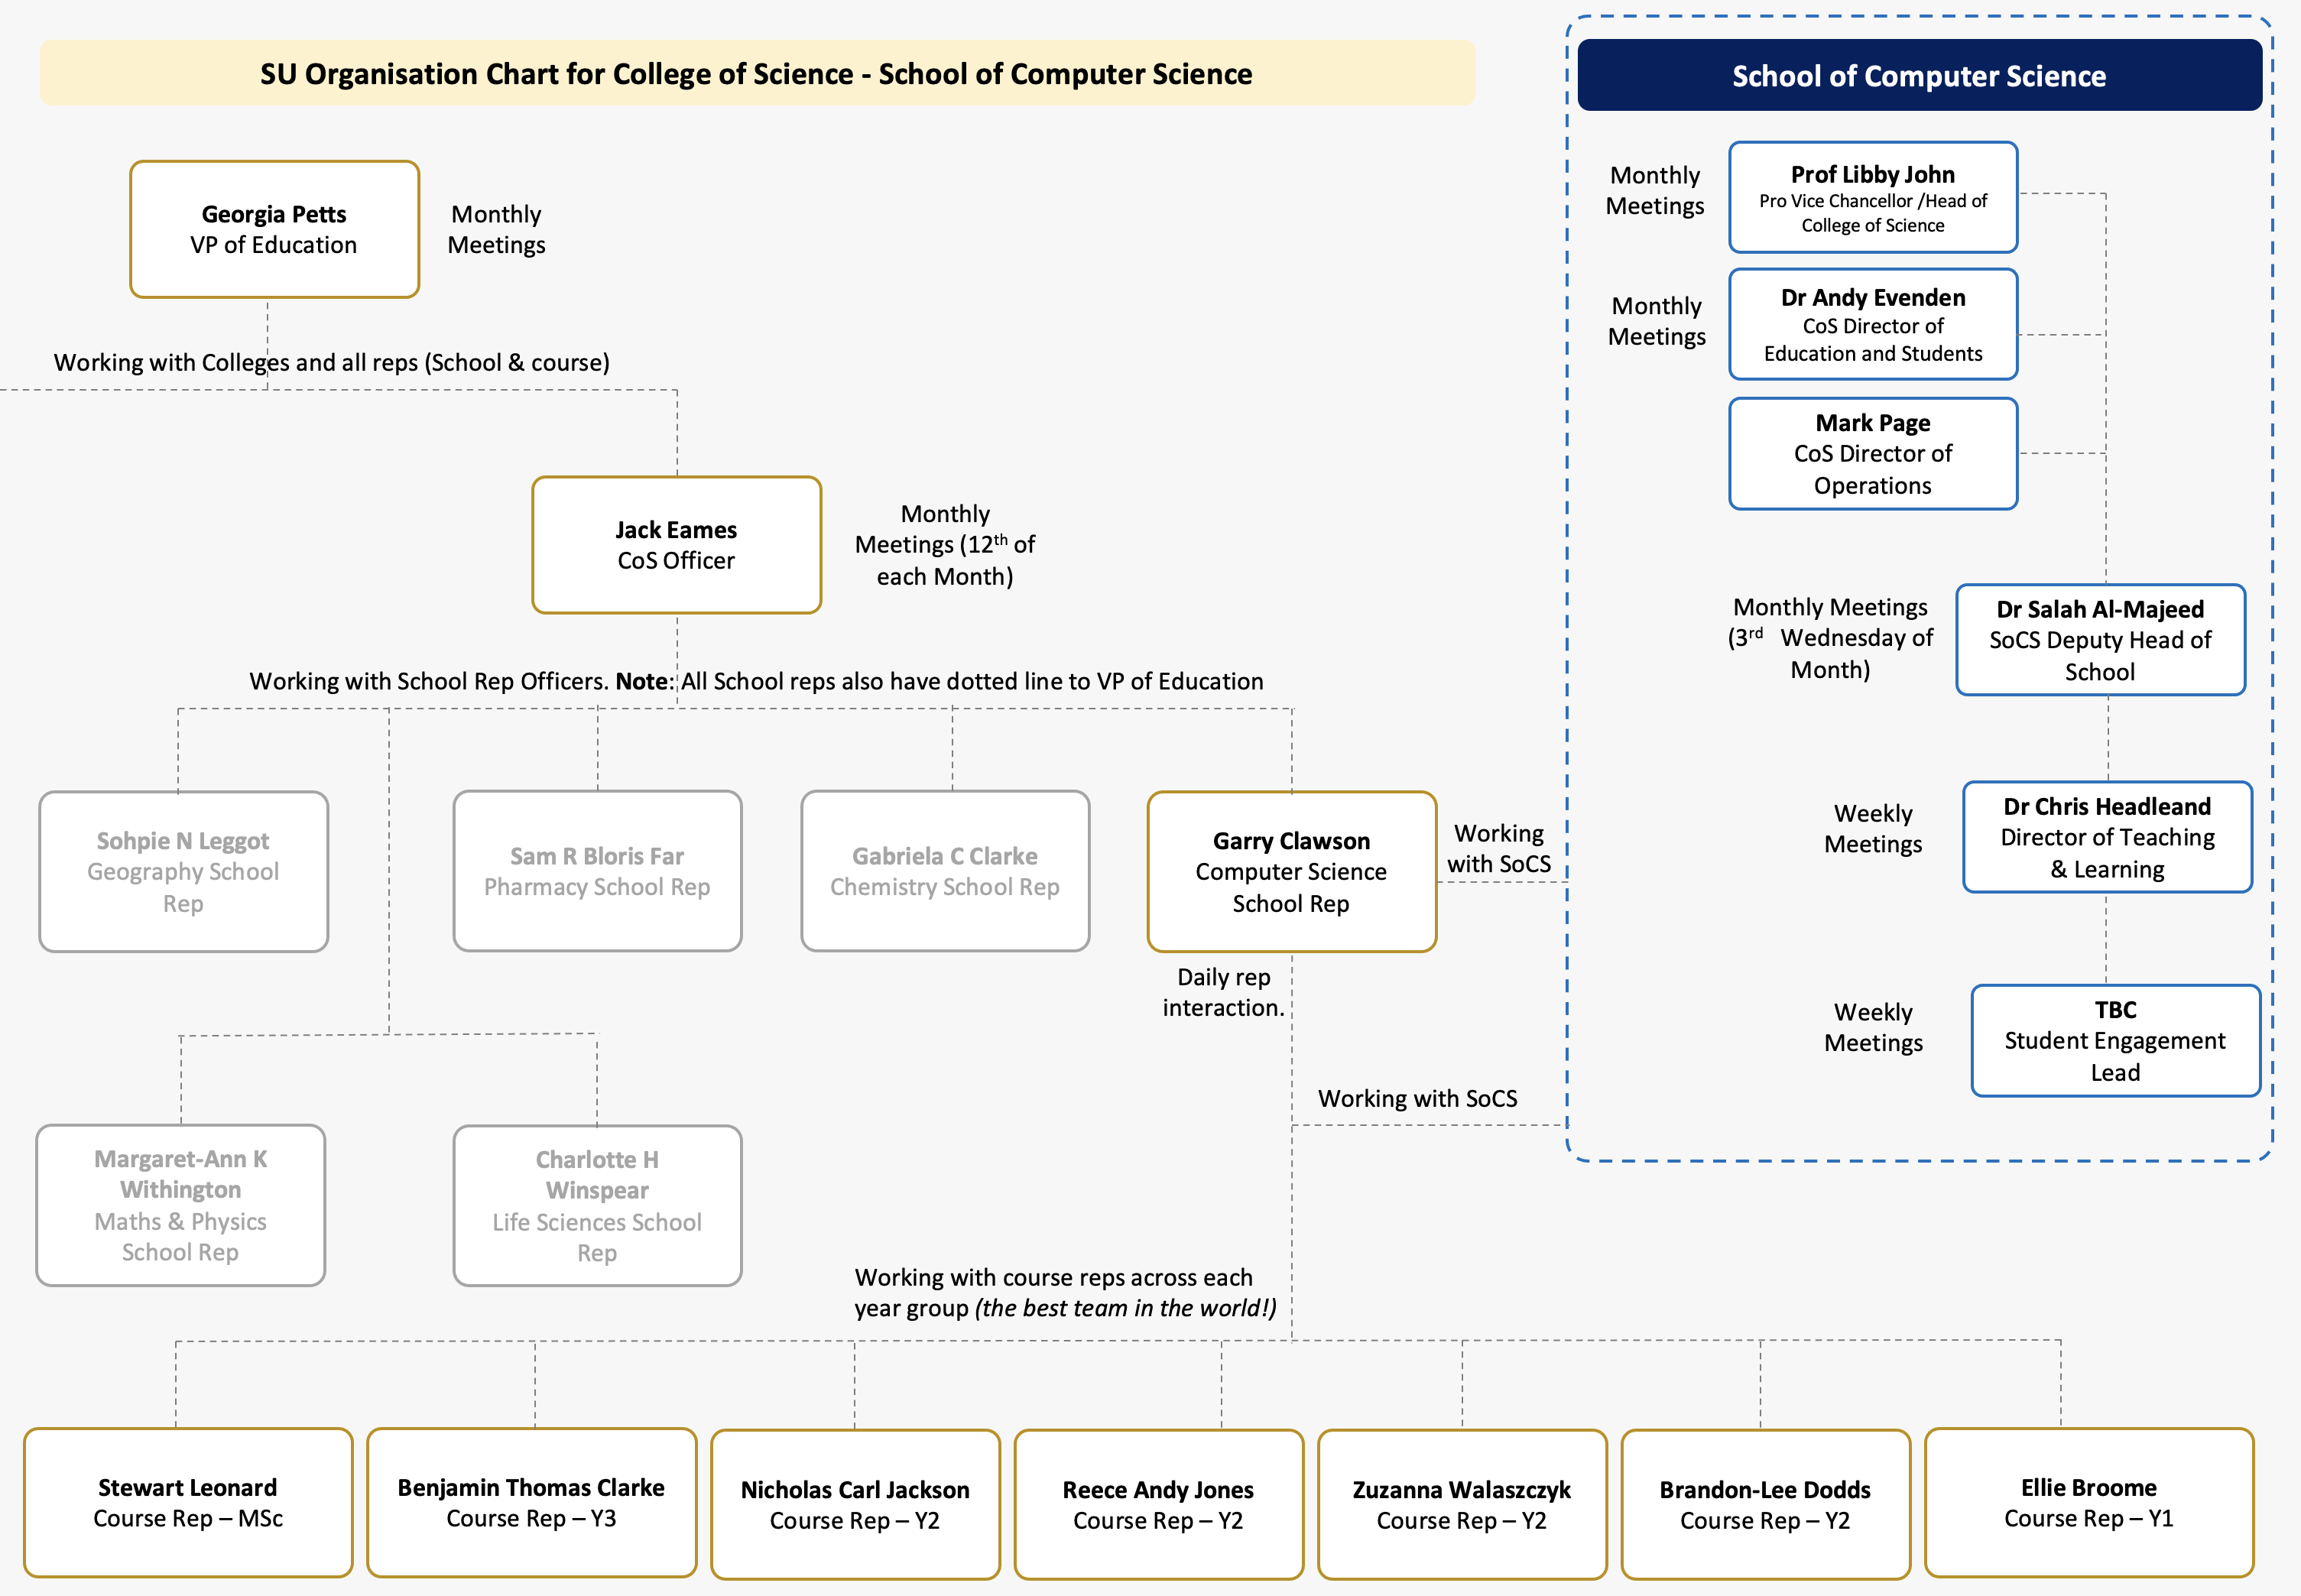 SU Organisation Chart for College of Science - School of Computer Science
School of Computer Science
Georgia Petts
VP of Education
Monthly
Meetings
Working with Colleges and all reps (School & course)
Jack Eames
CoS Officer
Monthly
Meetings (12th of
each Month)
Working with School Rep Officers. Note: All School reps also have dotted line to VP of Education
Sohpie N Leggot
Geography School
Rep
Sam R Bloris Far
Pharmacy School Rep
Gabriela C Clarke
Chemistry School Rep
Garry Clawson
Computer Science
School Rep
Working
with SoCS
Daily rep
interaction.
Working with SoCS
Margaret-Ann K
Withington
Maths & Physics
School Rep
Charlotte H
Winspear
Life Sciences School
Rep
Working with course reps across each
year group (the best team in the world!)
Stewart Leonard
Course Rep – MSc
Benjamin Thomas Clarke
Course Rep – Y3
Nicholas Carl Jackson
Course Rep – Y2
Reece Andy Jones
Course Rep – Y2
Zuzanna Walaszczyk
Course Rep – Y2
Brandon-Lee Dodds
Course Rep – Y2
Ellie Broome
Course Rep – Y1
Monthly
Meetings
Prof Libby John
Pro Vice Chancellor /Head of
College of Science
Monthly
Meetings
Dr Andy Evenden
CoS Director of
Education and Students
Mark Page
CoS Director of
Operations
Monthly Meetings
(3rd Wednesday of
Month)
Dr Salah Al-Majeed
SoCS Deputy Head of
School
Weekly
Meetings
Dr Chris Headleand
Director of Teaching
& Learning
Weekly
Meetings
TBC
Student Engagement
Lead